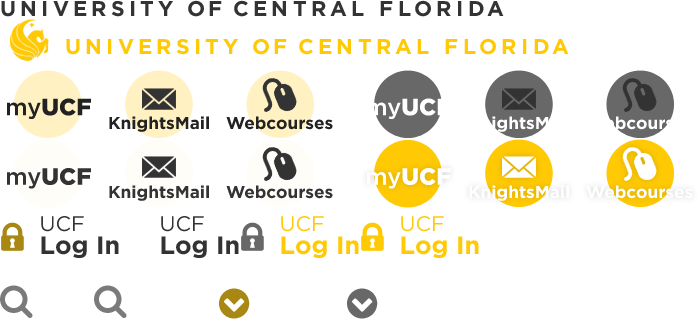 UNIVERSITY OF CENTRAL FLORIDA
UNIVERSITY OF CENTRAL FLORIDA
myUCF KnightsMail Webcourses myUCF KnightsMail Webcourses
myUCF KnightsMail Webcourses myUCF KnightsMail Webcourses
UCF UCF UCF UCF
Log In Log In Log In Log In